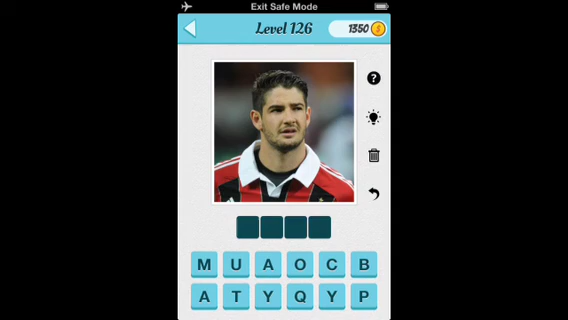 Exit Safe Mode
Level 126
1350 $
?
M U A O C B
A T Y Q Y P